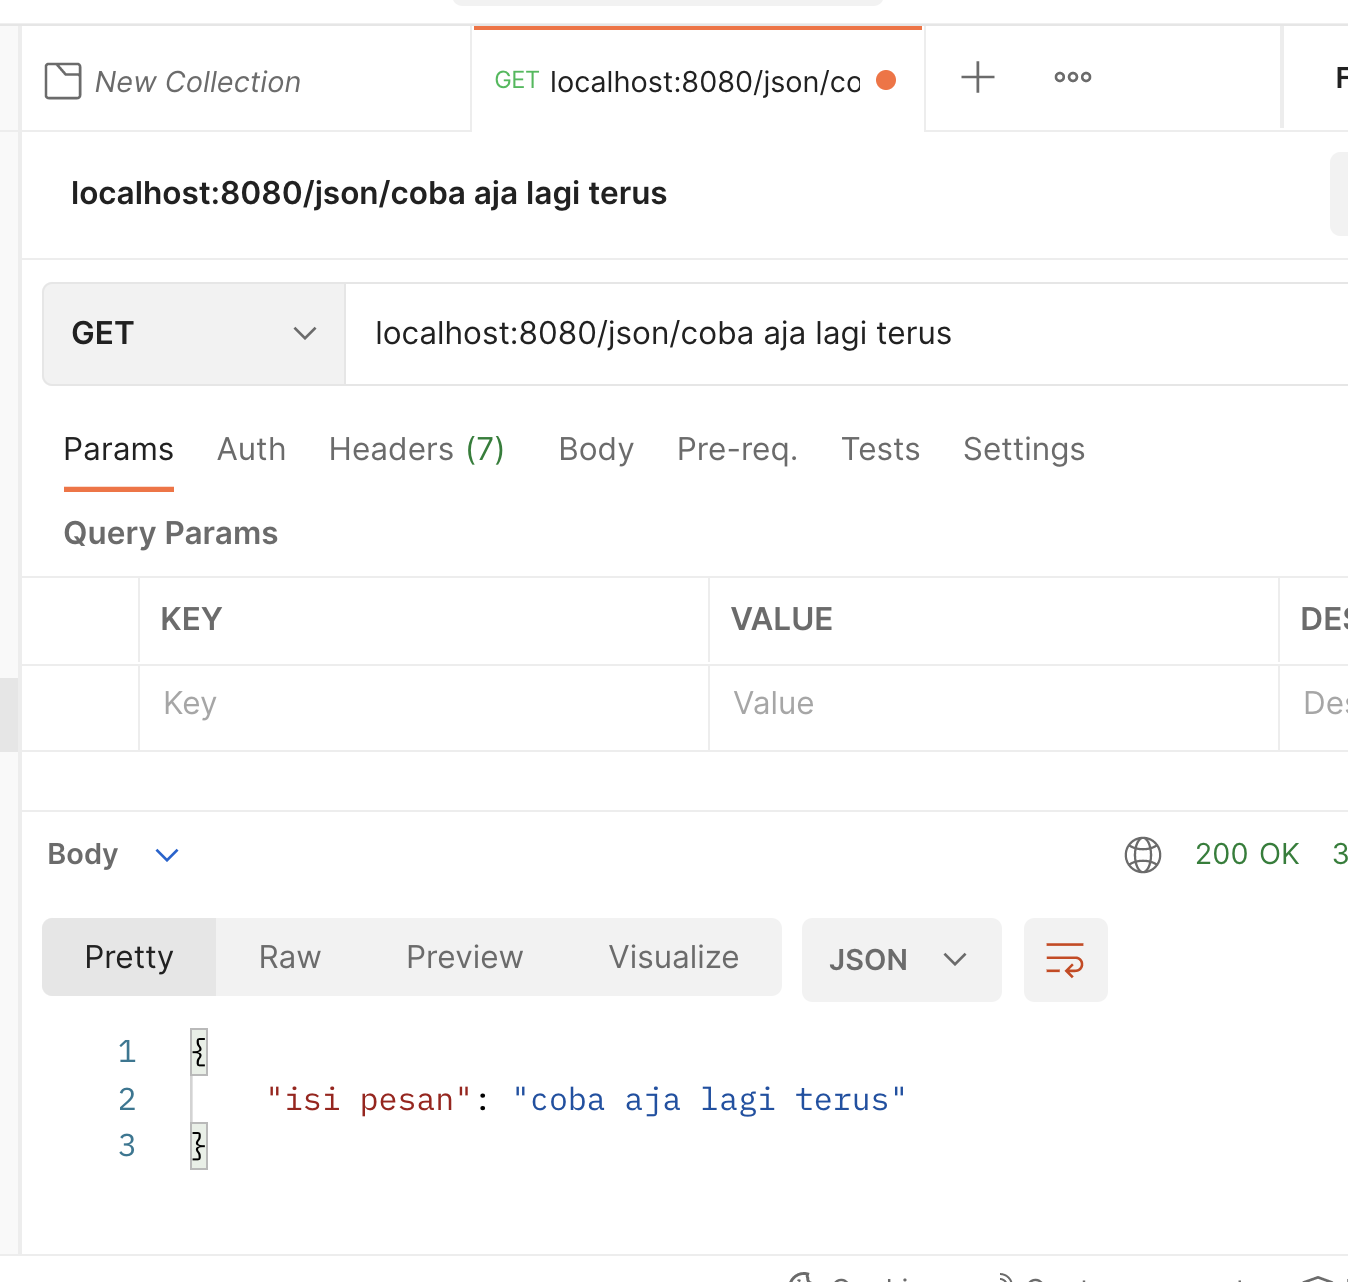 New Collection
GET localhost:8080/json/co
localhost:8080/json/coba aja lagi terus
GET localhost:8080/json/coba aja lagi terus
Params Auth Headers (7) Body Pre-req. Tests Settings
Query Params
KEY VALUE DES
Key Value Des
Body 200 OK 3
Pretty Raw Preview Visualize JSON
1 {
2 "isi pesan": "coba aja lagi terus"
3 }